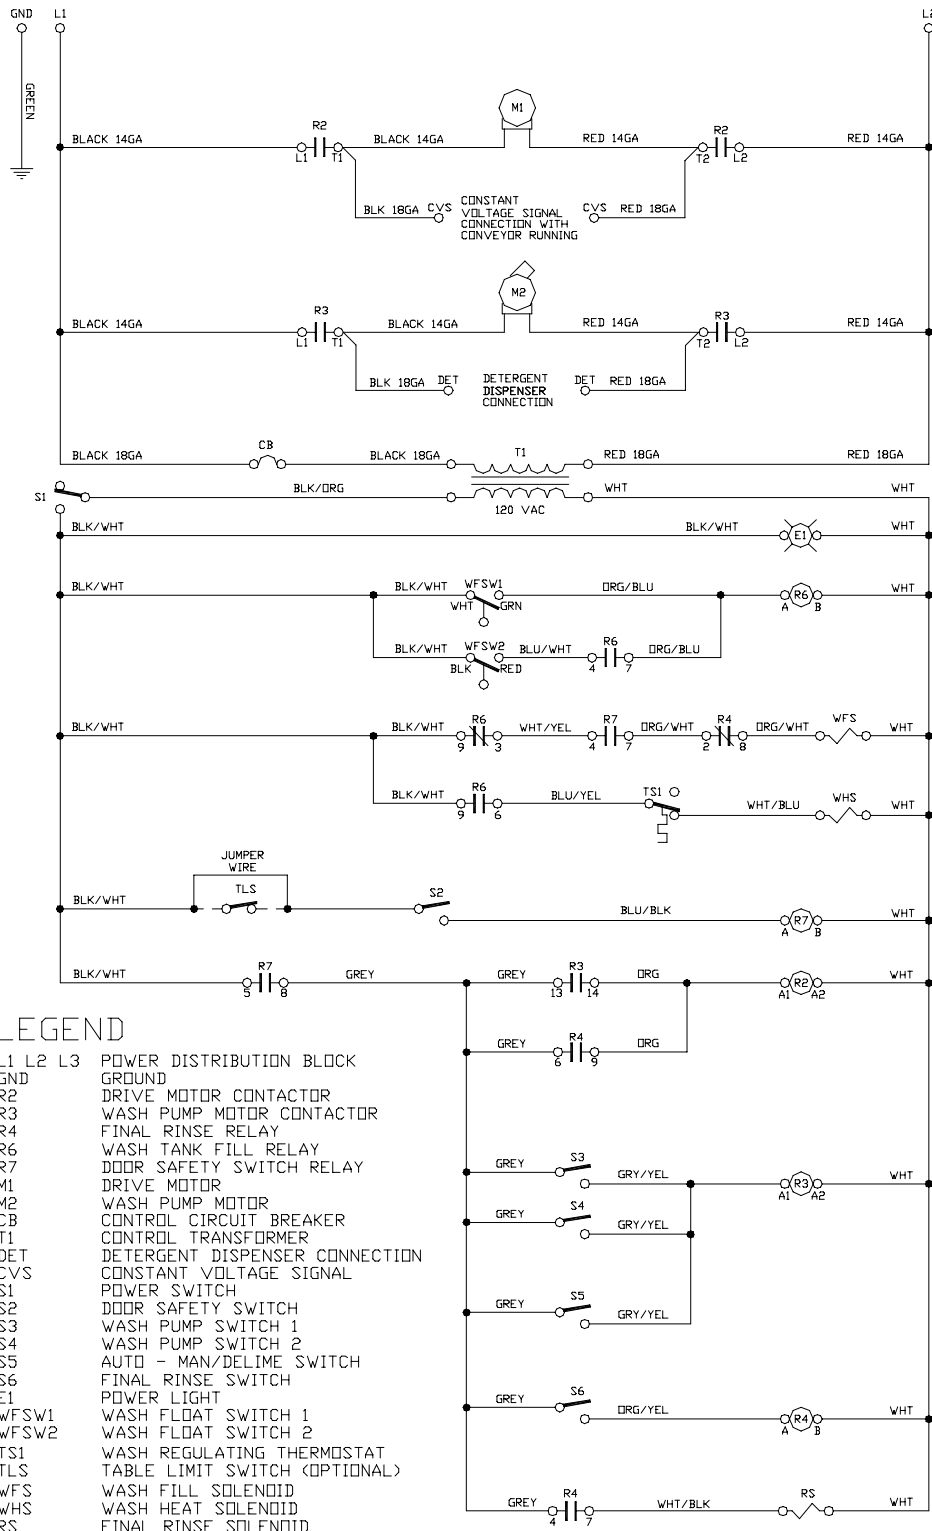 GND L1 L2
GREEN
M1
R2 R2
BLACK 14GA BLACK 14GA RED 14GA RED 14GA
L1 T1 T2 L2
CONSTANT
BLK 18GA CVS VOLTAGE SIGNAL CVS RED 18GA
CONNECTION WITH
CONVEYOR RUNNING
M2
R3 R3
BLACK 14GA BLACK 14GA RED 14GA RED 14GA
L1 T1 T2 L2
BLK 18GA DET DETERGENT DET RED 18GA
DISPENSER
CONNECTION
CB T1
BLACK 18GA BLACK 18GA RED 18GA RED 18GA
S1 BLK/ORG WHT WHT
120 VAC
BLK/WHT BLK/WHT E1 WHT
BLK/WHT BLK/WHT WFSW1 ORG/BLU R6 WHT
WHT GRN A B
BLK/WHT WFSW2 BLU/WHT R6 ORG/BLU
BLK RED 4 7
BLK/WHT BLK/WHT R6 WHT/YEL R7 ORG/WHT R4 ORG/WHT WFS WHT
9 3 4 7 2 8
BLK/WHT R6 BLU/YEL TS1 WHT/BLU WHS WHT
9 6
JUMPER
WIRE
BLK/WHT TLS S2 BLU/BLK R7 WHT
A B
BLK/WHT R7 GREY GREY R3 ORG R2 WHT
5 8 13 14 A1 A2
GREY R4 ORG
6 9
GREY S3 GRY/YEL R3 WHT
A1 A2
GREY S4 GRY/YEL
GREY S5 GRY/YEL
GREY S6 ORG/YEL R4 WHT
A B
GREY R4 WHT/BLK RS WHT
4 7
LEGEND
L1 L2 L3 POWER DISTRIBUTION BLOCK
GND GROUND
R2 DRIVE MOTOR CONTACTOR
R3 WASH PUMP MOTOR CONTACTOR
R4 FINAL RINSE RELAY
R6 WASH TANK FILL RELAY
R7 DOOR SAFETY SWITCH RELAY
M1 DRIVE MOTOR
M2 WASH PUMP MOTOR
CB CONTROL CIRCUIT BREAKER
T1 CONTROL TRANSFORMER
DET DETERGENT DISPENSER CONNECTION
CVS CONSTANT VOLTAGE SIGNAL
S1 POWER SWITCH
S2 DOOR SAFETY SWITCH
S3 WASH PUMP SWITCH 1
S4 WASH PUMP SWITCH 2
S5 AUTO - MAN/DELIME SWITCH
S6 FINAL RINSE SWITCH
E1 POWER LIGHT
WFSW1 WASH FLOAT SWITCH 1
WFSW2 WASH FLOAT SWITCH 2
TS1 WASH REGULATING THERMOSTAT
TLS TABLE LIMIT SWITCH (OPTIONAL)
WFS WASH FILL SOLENOID
WHS WASH HEAT SOLENOID
RS FINAL RINSE SOLENOID